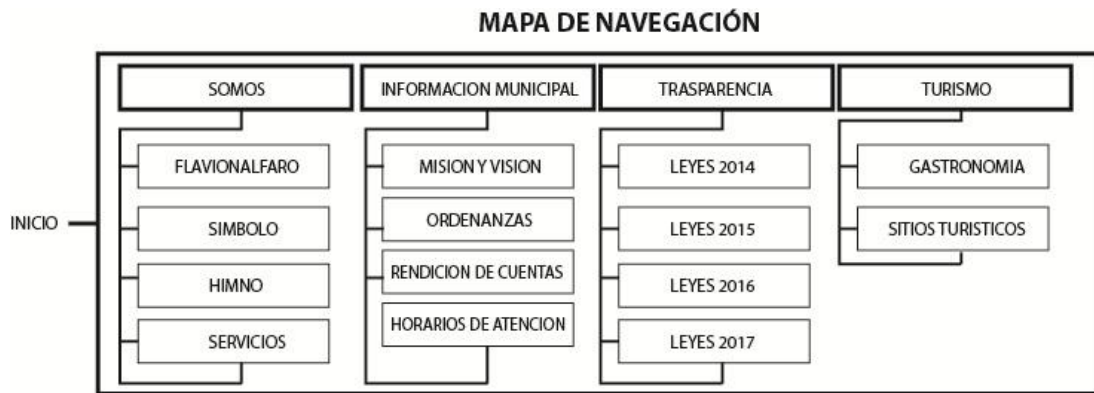 MAPA DE NAVEGACIÓN
INICIO
SOMOS
FLAVIONALFARO
SIMBOLO
HIMNO
SERVICIOS
INFORMACION MUNICIPAL
MISION Y VISION
ORDENANZAS
RENDICION DE CUENTAS
HORARIOS DE ATENCION
TRASPARENCIA
LEYES 2014
LEYES 2015
LEYES 2016
LEYES 2017
TURISMO
GASTRONOMIA
SITIOS TURISTICOS